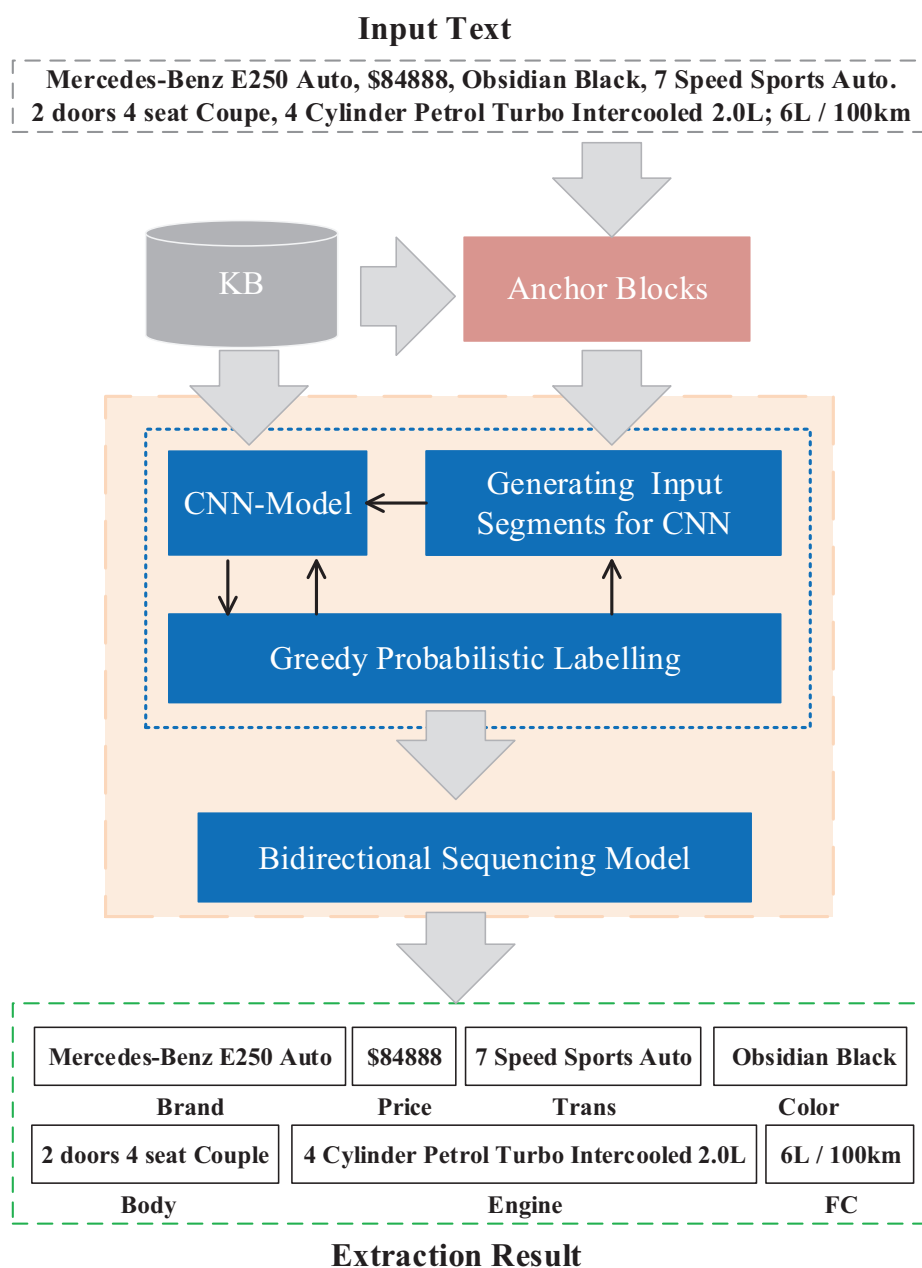 Input Text
Mercedes-Benz E250 Auto, $84888, Obsidian Black, 7 Speed Sports Auto.
2 doors 4 seat Coupe, 4 Cylinder Petrol Turbo Intercooled 2.0L; 6L / 100km
KB
Anchor Blocks
CNN-Model
Generating Input
Segments for CNN
Greedy Probabilistic Labelling
Bidirectional Sequencing Model
Mercedes-Benz E250 Auto $84888 7 Speed Sports Auto Obsidian Black
Brand Price Trans Color
2 doors 4 seat Couple 4 Cylinder Petrol Turbo Intercooled 2.0L 6L / 100km
Body Engine FC
Extraction Result